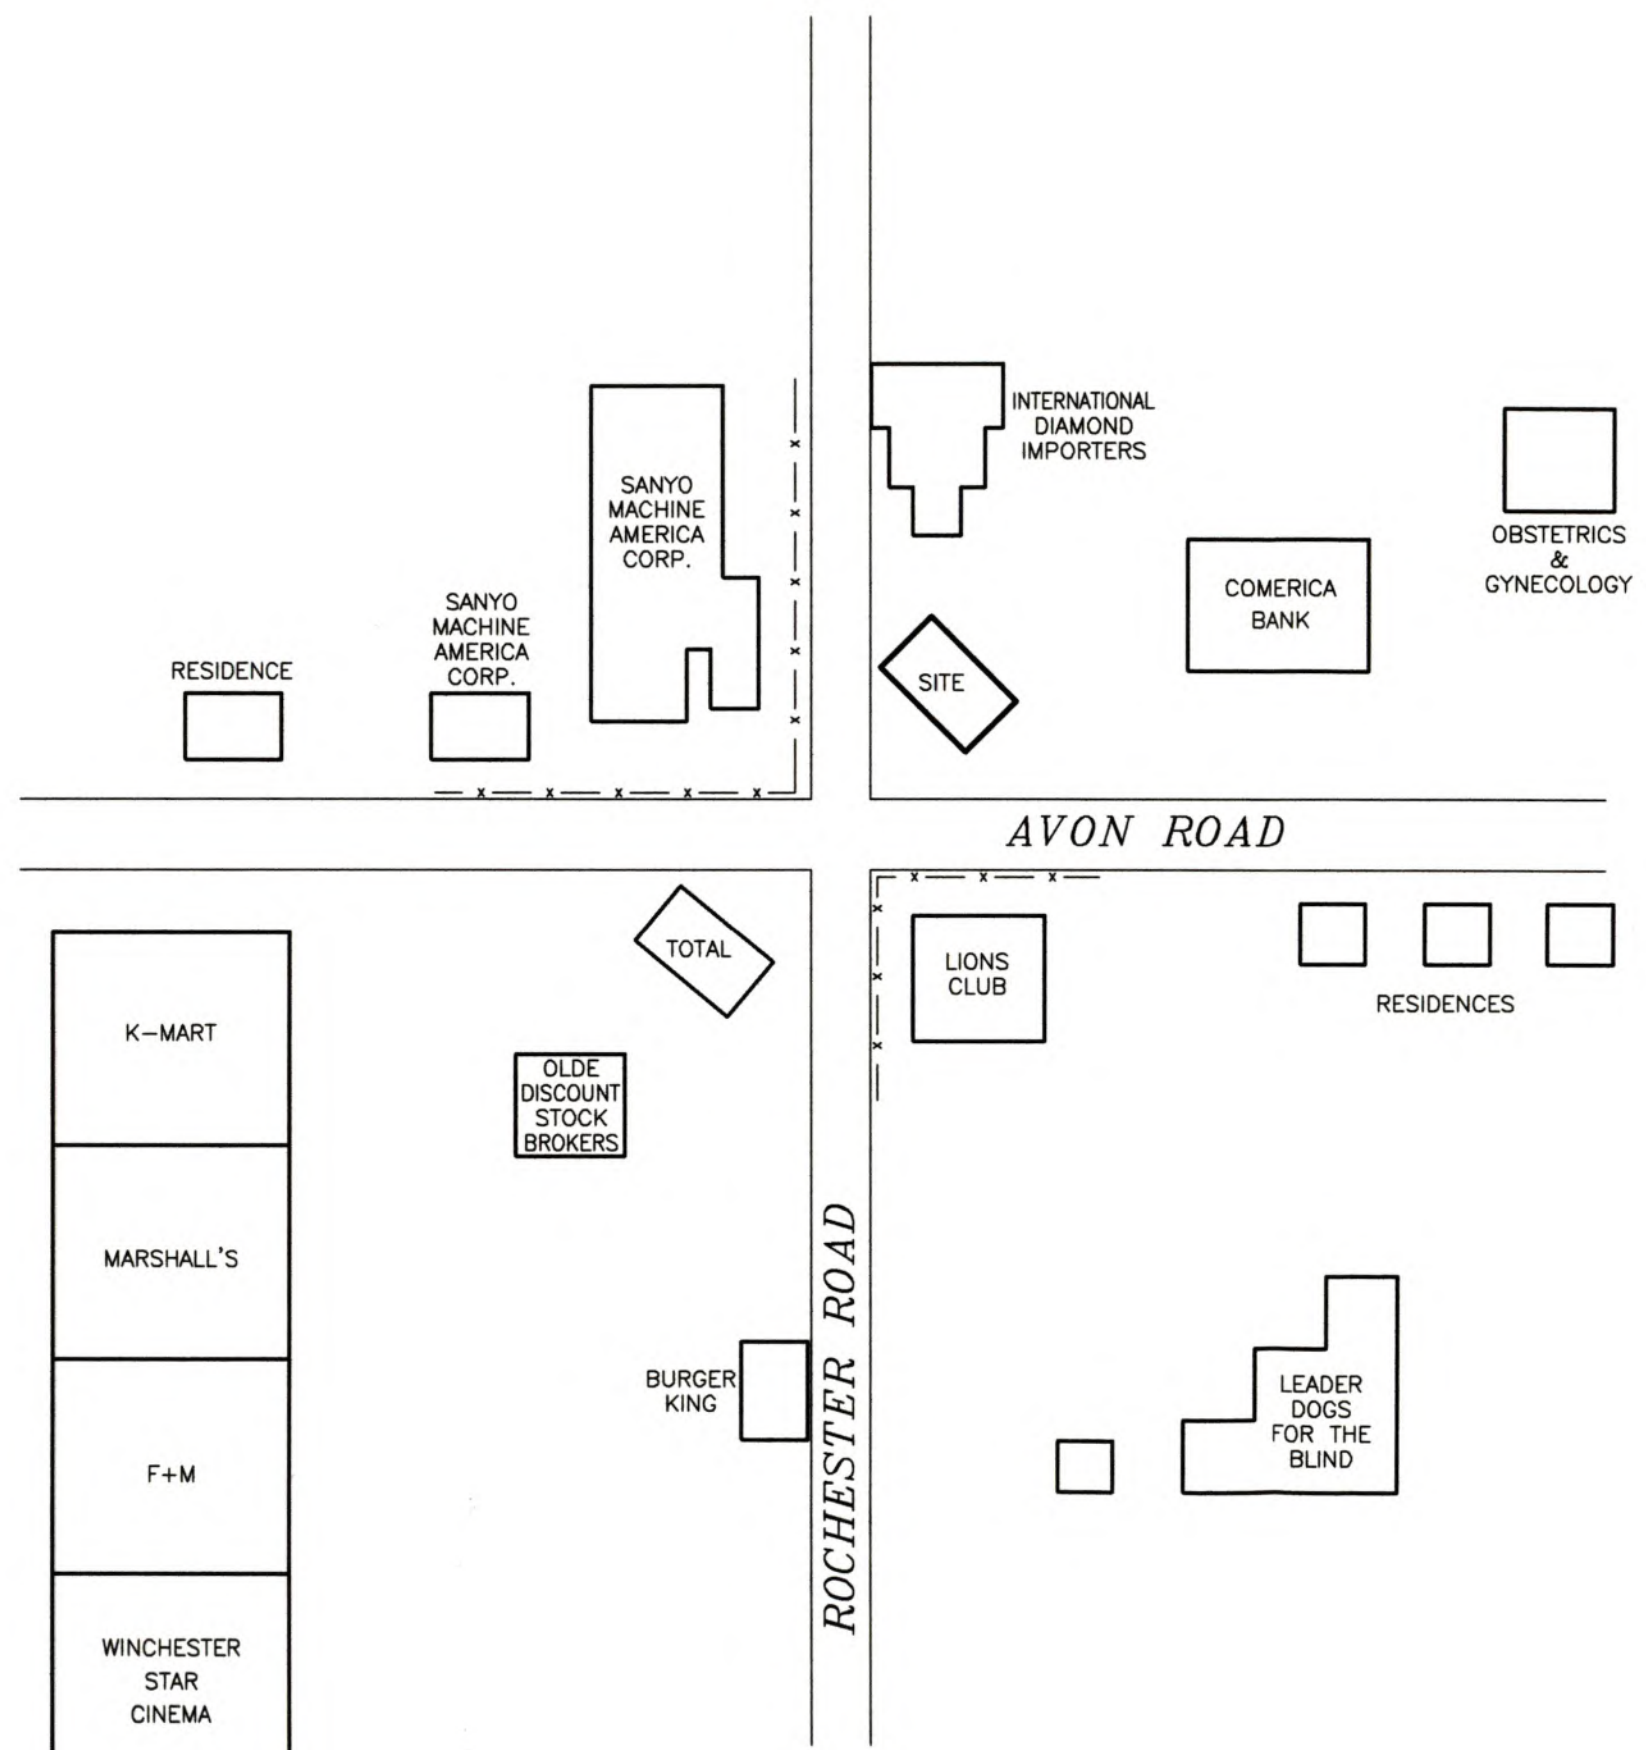 INTERNATIONAL
DIAMOND
IMPORTERS
SANYO
MACHINE
AMERICA
CORP.
OBSTETRICS
&
GYNECOLOGY
COMERICA
BANK
SANYO
MACHINE
AMERICA
CORP.
RESIDENCE
SITE
AVON ROAD
TOTAL
LIONS
CLUB
RESIDENCES
K-MART
OLDE
DISCOUNT
STOCK
BROKERS
MARSHALL'S
ROCHESTER ROAD
BURGER
KING
LEADER
DOGS
FOR THE
BLIND
F+M
WINCHESTER
STAR
CINEMA